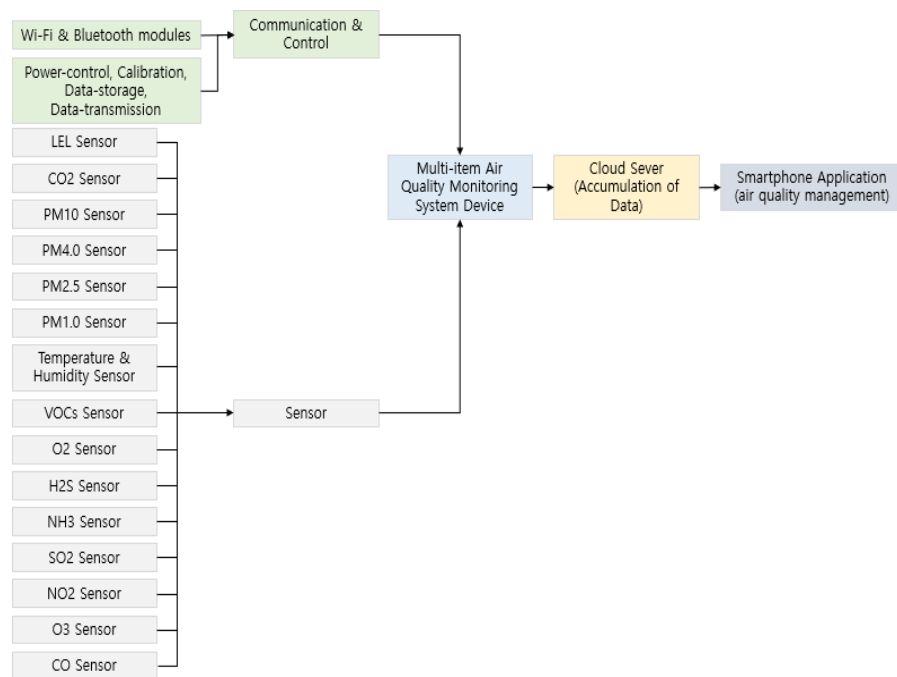 Wi-Fi & Bluetooth modules
Communication &
Control
Power-control, Calibration,
Data-storage,
Data-transmission
LEL Sensor
CO2 Sensor
PM10 Sensor
PM4.0 Sensor
PM2.5 Sensor
PM1.0 Sensor
Temperature &
Humidity Sensor
VOCs Sensor
O2 Sensor
H2S Sensor
NH3 Sensor
SO2 Sensor
NO2 Sensor
O3 Sensor
CO Sensor
Sensor
Multi-item Air
Quality Monitoring
System Device
Cloud Sever
(Accumulation of
Data)
Smartphone Application
(air quality management)